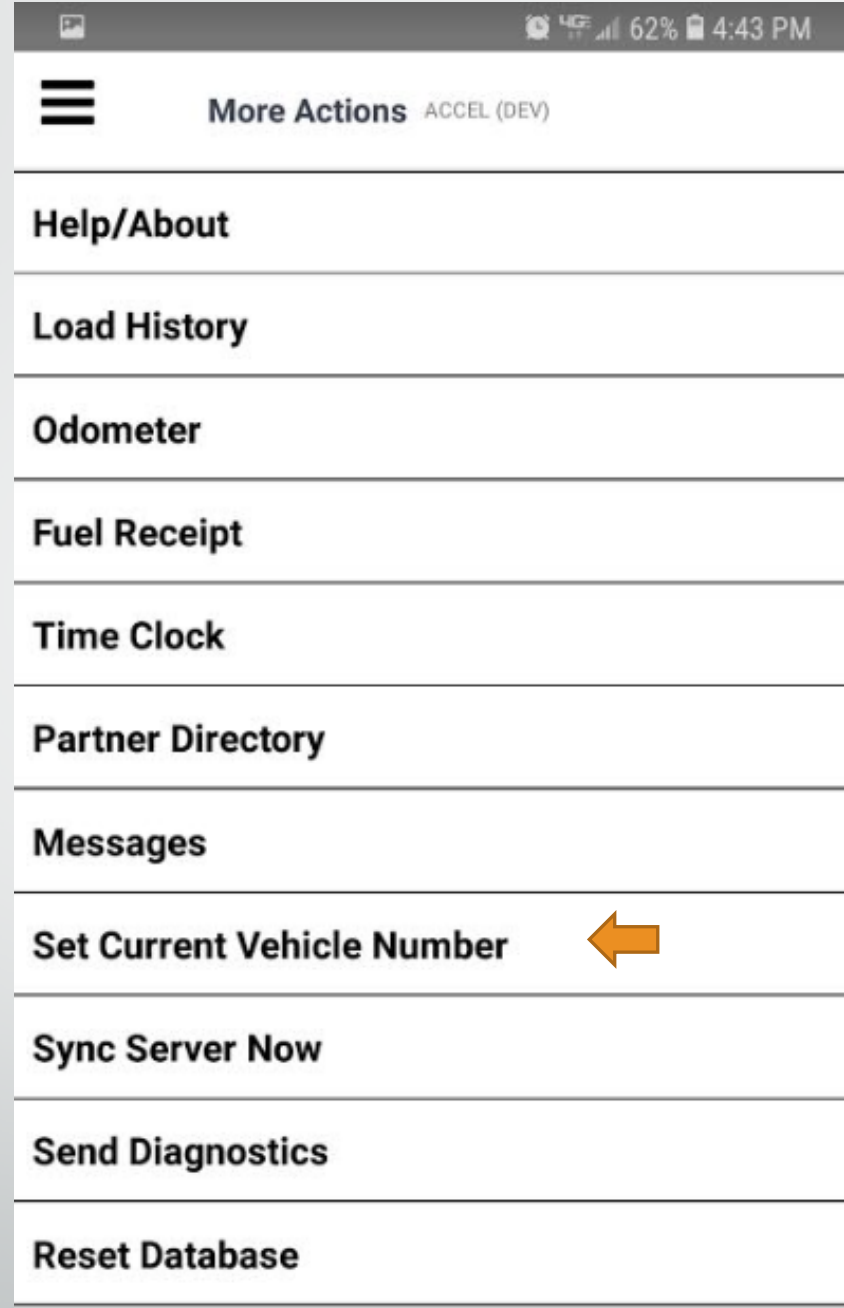 4GE 62% 4:43 PM
More Actions ACCEL (DEV)
Help/About
Load History
Odometer
Fuel Receipt
Time Clock
Partner Directory
Messages
Set Current Vehicle Number
Sync Server Now
Send Diagnostics
Reset Database